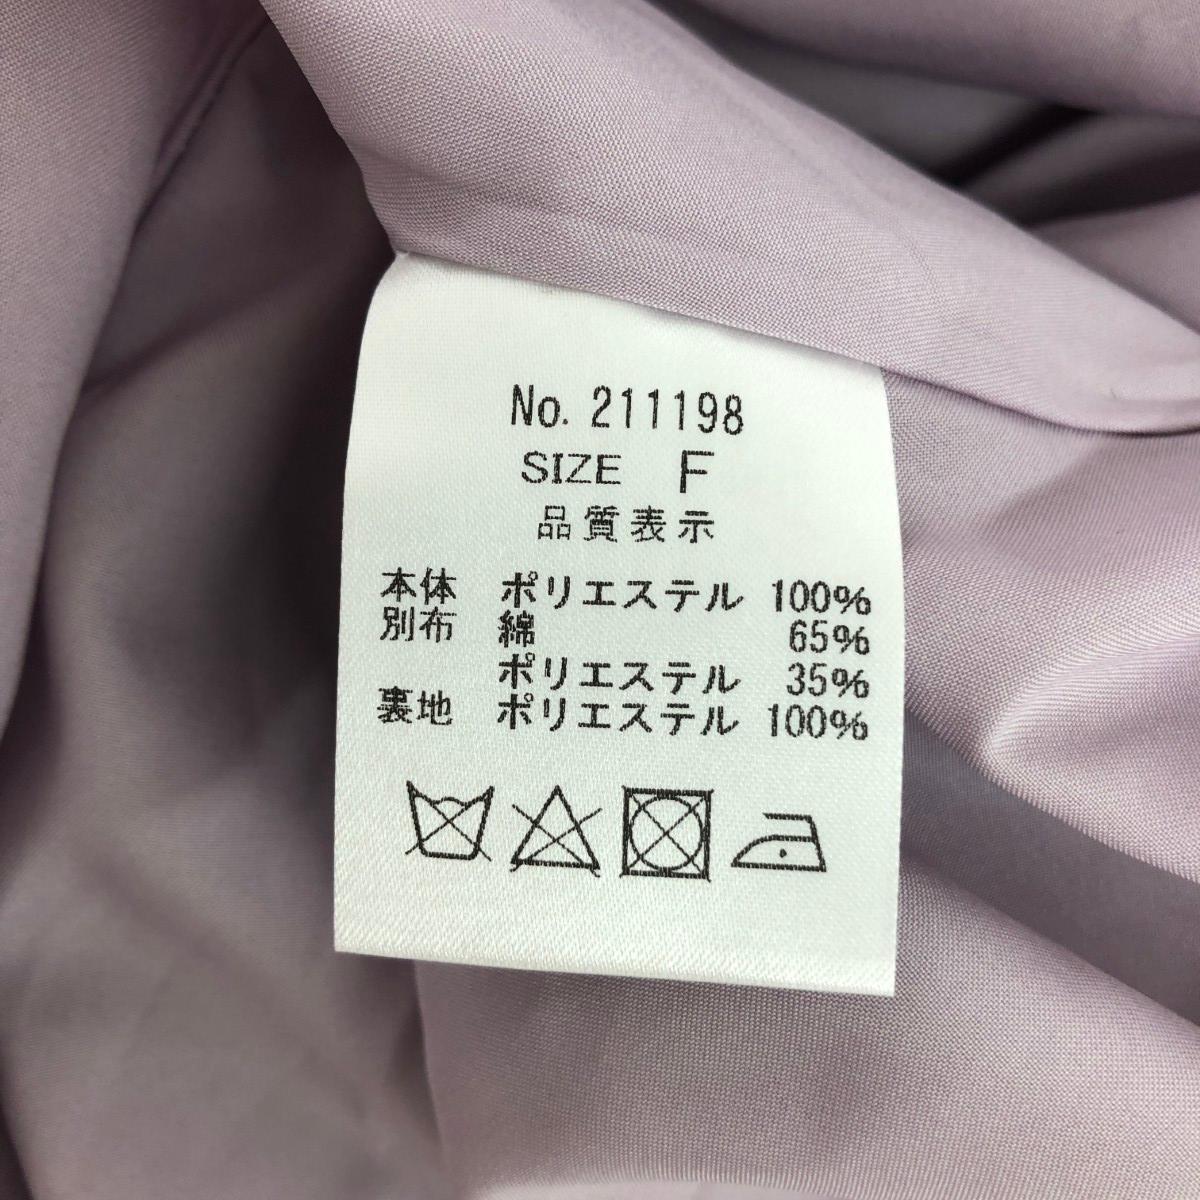 No. 211198
SIZE F
品質表示
本体 ポリエステル 100%
別布 綿 65%
ポリエステル 35%
裏地 ポリエステル 100%